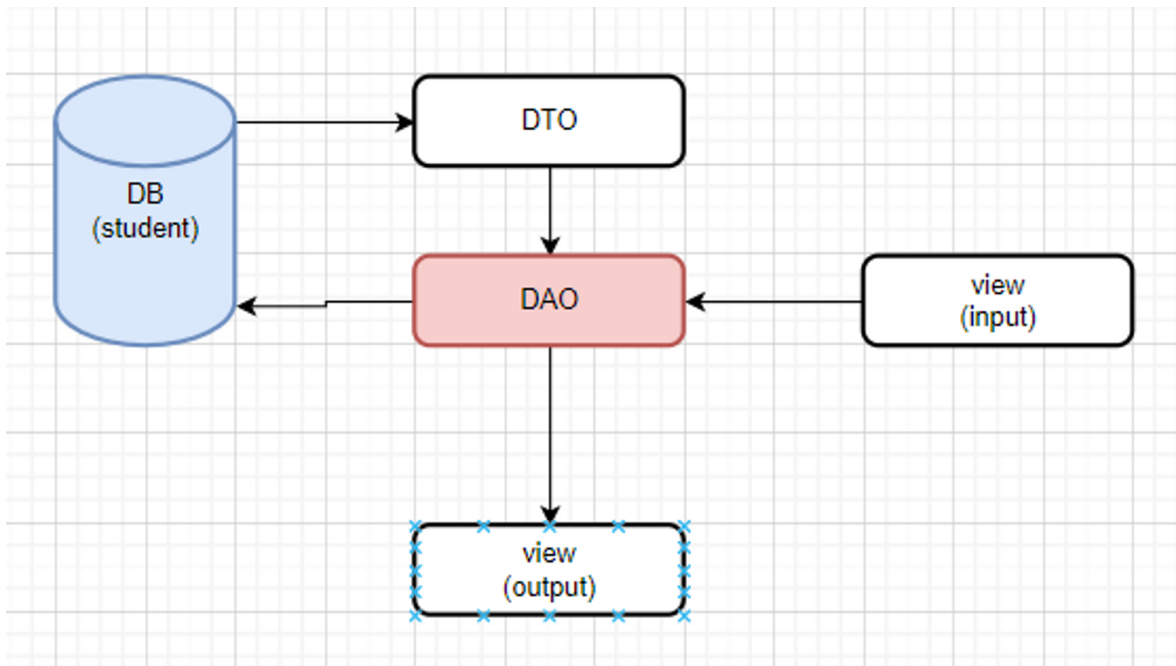 DTO
DB
(student)
DAO
view
(input)
view
(output)